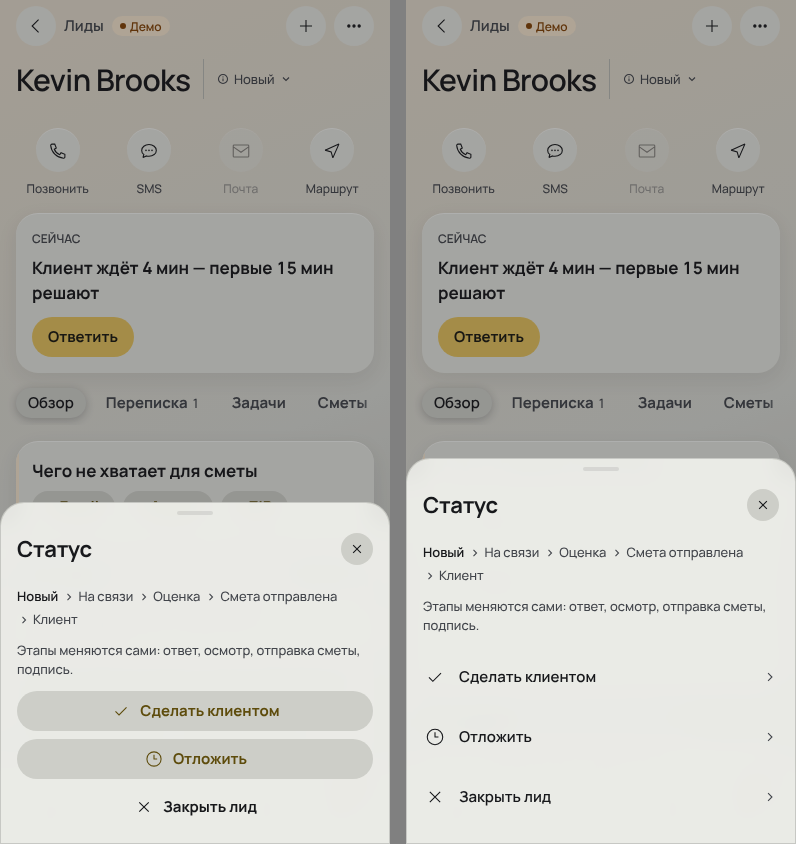 Лиды
Демо
Kevin Brooks
Новый
Позвонить
SMS
Почта
Маршрут
СЕЙЧАС
Клиент ждёт 4 мин — первые 15 мин
решают
Ответить
Обзор
Переписка 1
Задачи
Сметы
Чего не хватает для сметы
Статус
Новый › На связи › Оценка › Смета отправлена
› Клиент
Этапы меняются сами: ответ, осмотр, отправка сметы,
подпись.
Сделать клиентом
Отложить
Закрыть лид
Лиды
Демо
Kevin Brooks
Новый
Позвонить
SMS
Почта
Маршрут
СЕЙЧАС
Клиент ждёт 4 мин — первые 15 мин
решают
Ответить
Обзор
Переписка 1
Задачи
Сметы
Статус
Новый › На связи › Оценка › Смета отправлена
› Клиент
Этапы меняются сами: ответ, осмотр, отправка сметы,
подпись.
Сделать клиентом
Отложить
Закрыть лид